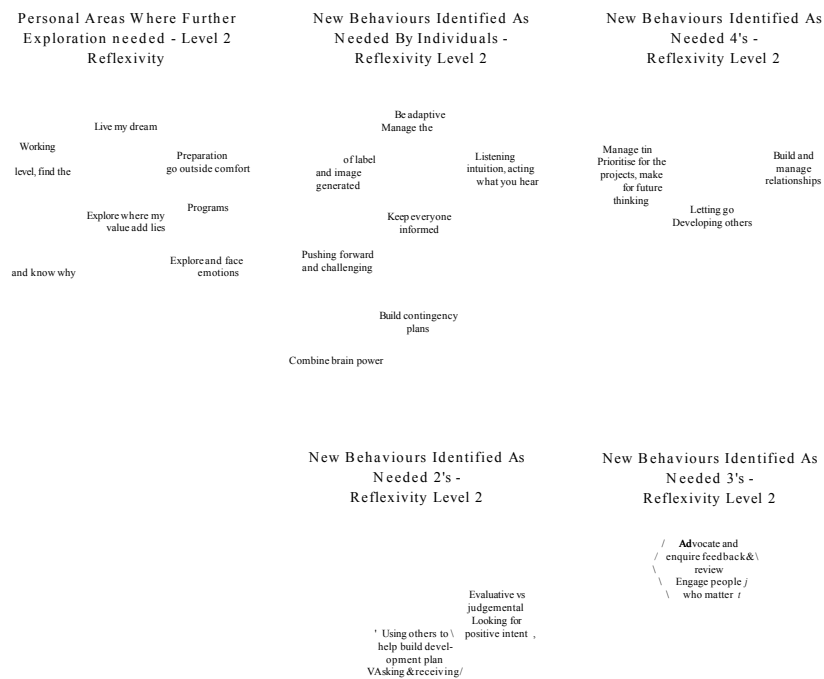 Personal Areas Where Further
Exploration needed - Level 2
Reflexivity
Live my dream
Working
level, find the
Preparation
go outside comfort
Programs
Explore where my
value add lies
Explore and face
emotions
and know why
New Behaviours Identified As
Needed By Individuals -
Reflexivity Level 2
Be adaptive
Manage the
of label
and image
generated
Listening
intuition, acting
what you hear
Keep everyone
informed
Pushing forward
and challenging
Build contingency
plans
Combine brain power
New Behaviours Identified As
Needed 4's -
Reflexivity Level 2
Manage tin
Prioritise for the
projects, make
for future
thinking
Build and
manage
relationships
Letting go
Developing others
New Behaviours Identified As
Needed 2's -
Reflexivity Level 2
Evaluative vs
judgemental
Looking for
positive intent ,
' Using others to \
help build devel-
opment plan
VAsking & receiving/
New Behaviours Identified As
Needed 3's -
Reflexivity Level 2
/ Advocate and
/ enquire feedback & \
\ review
\ Engage people j
\ who matter t